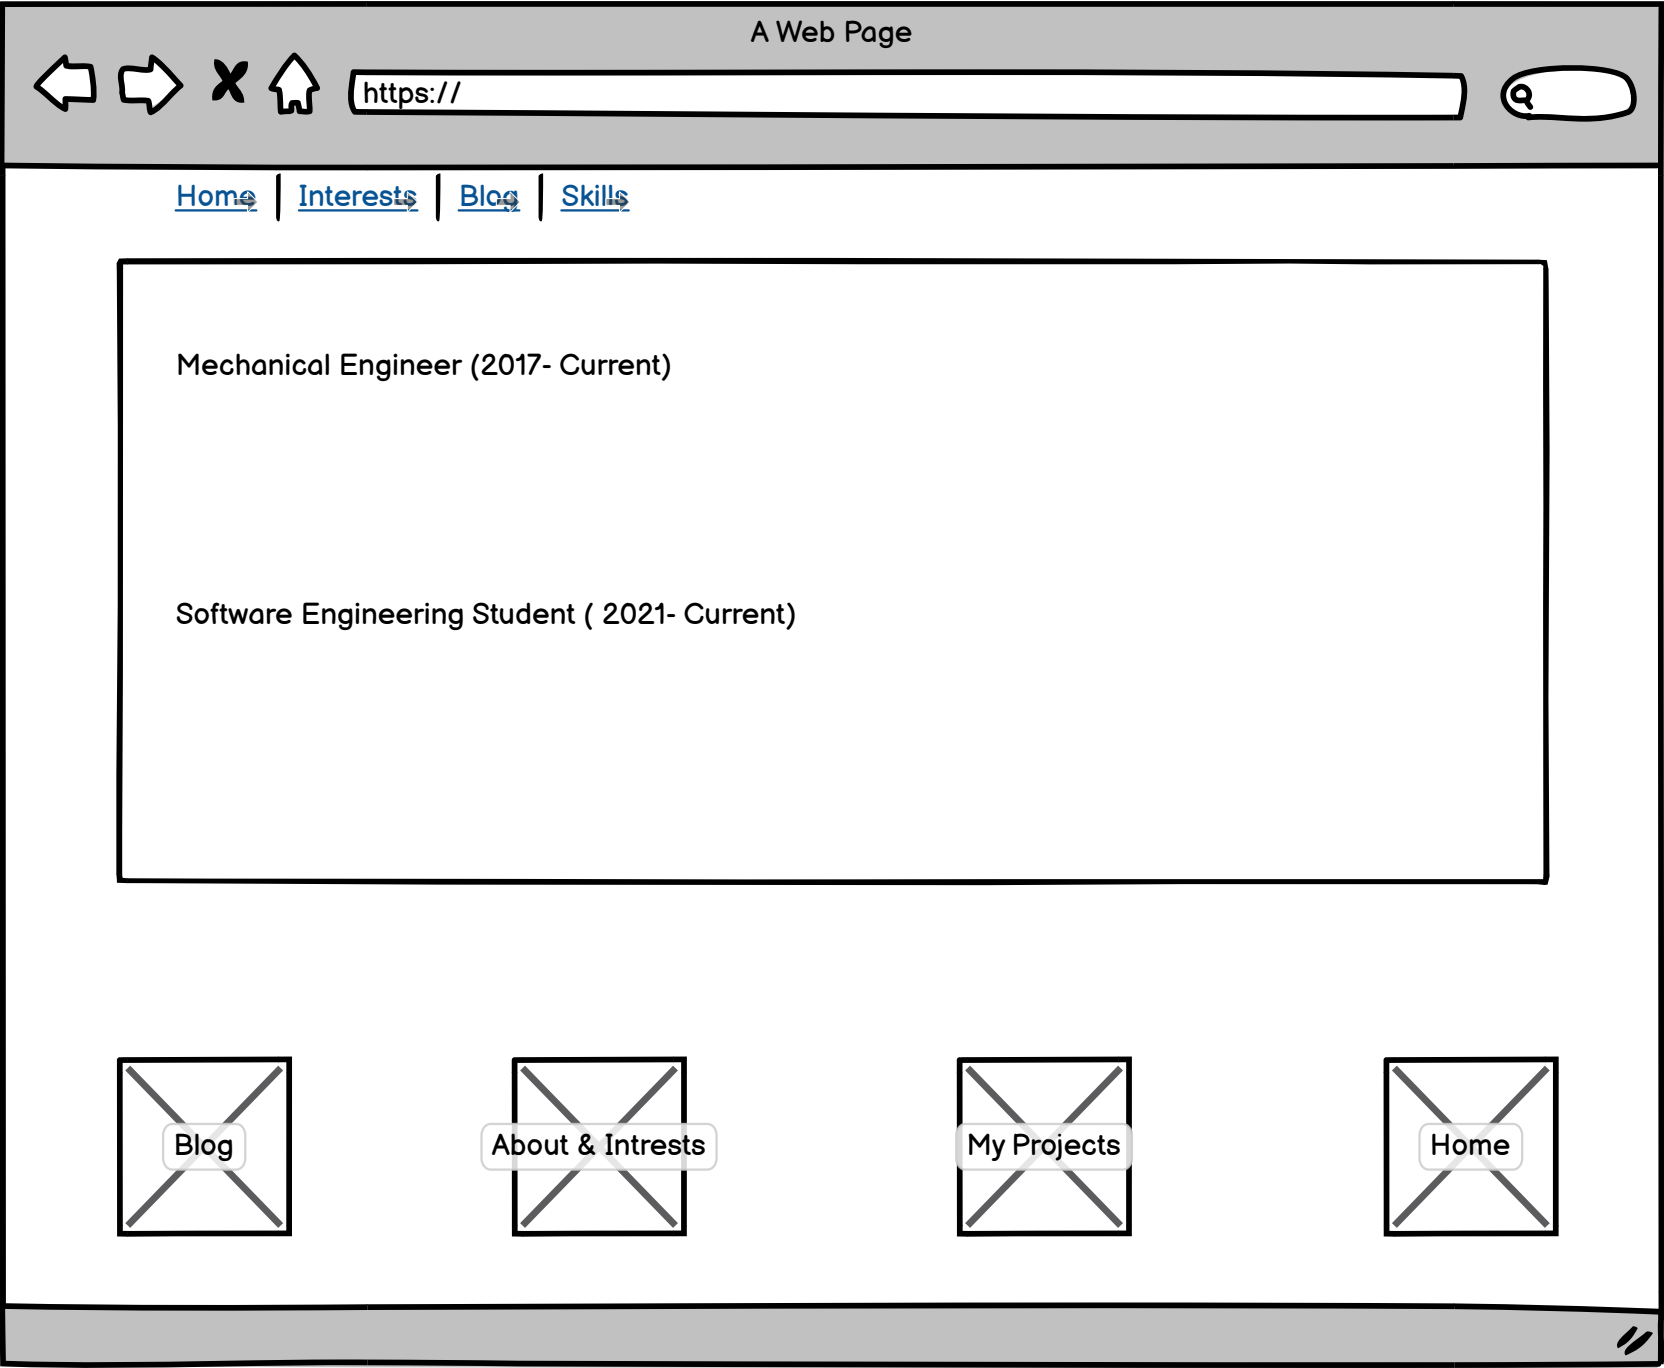 A Web Page
https://
Home Interests Blog Skills
Mechanical Engineer (2017- Current)
Software Engineering Student ( 2021- Current)
Blog About & Intrests My Projects Home